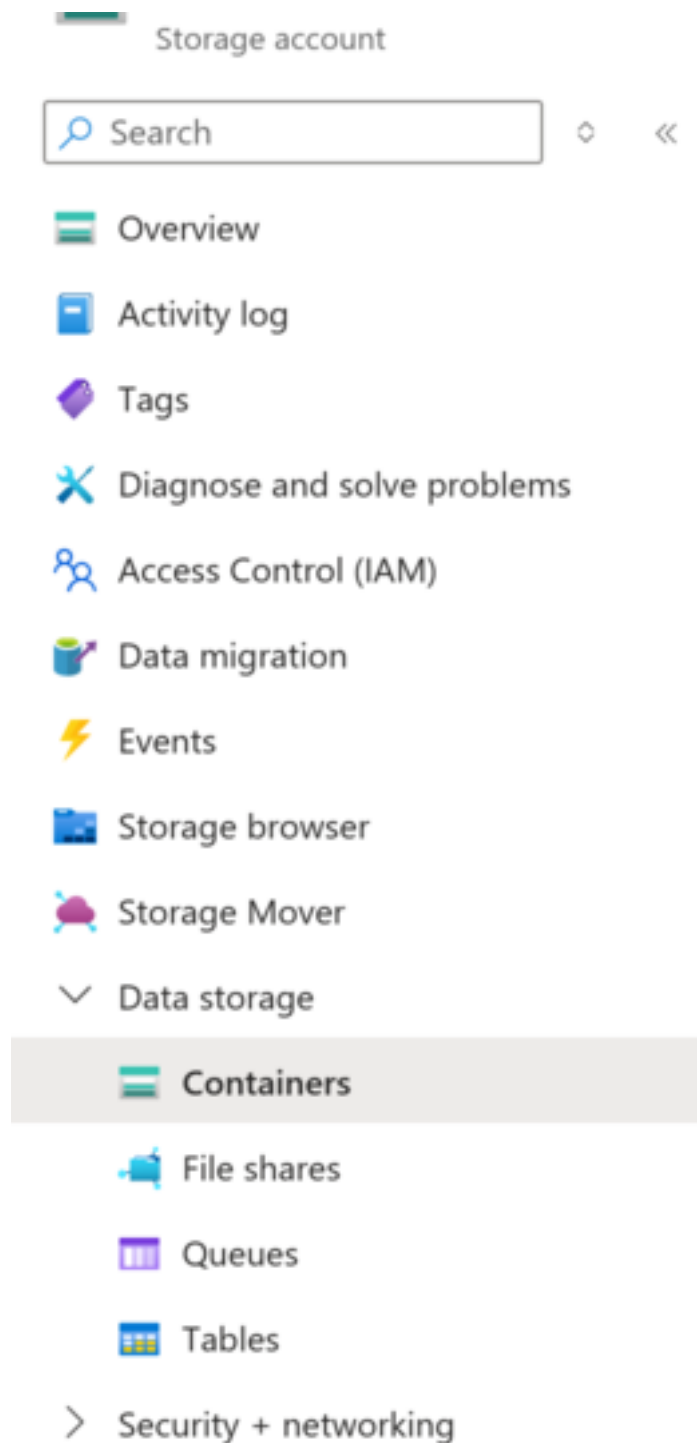 Storage account
Search
Overview
Activity log
Tags
Diagnose and solve problems
Access Control (IAM)
Data migration
Events
Storage browser
Storage Mover
Data storage
Containers
File shares
Queues
Tables
Security + networking